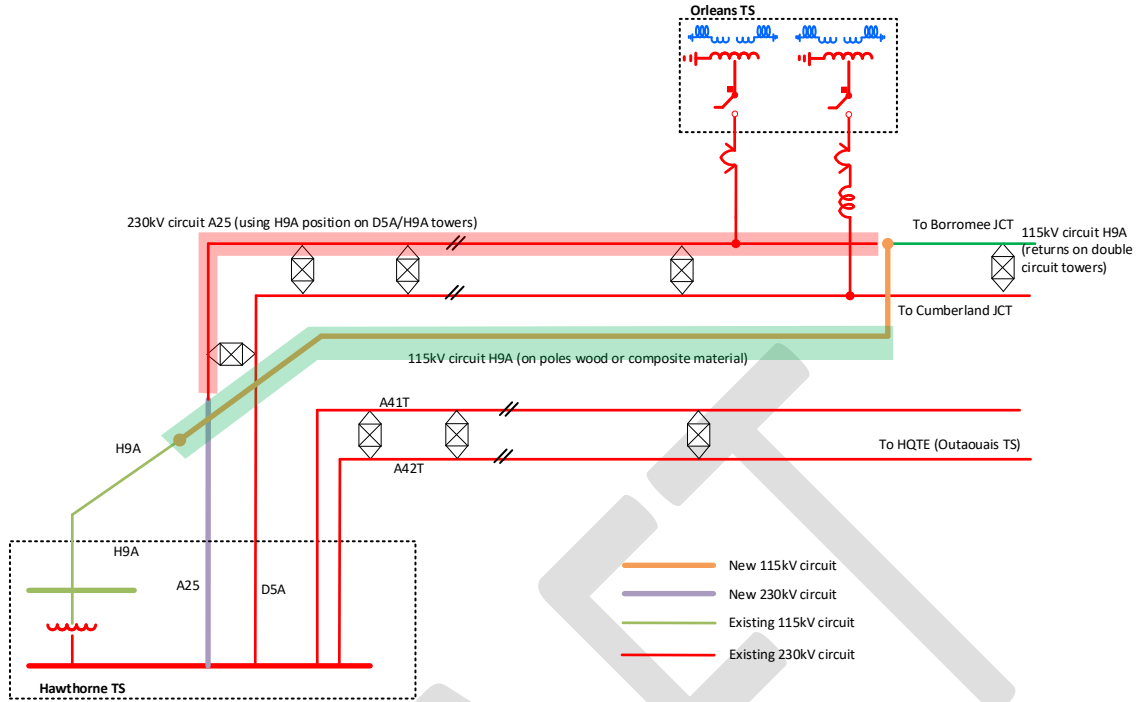 Orleans TS
230kV circuit A25 (using H9A position on D5A/H9A towers)
To Borromee JCT
115kV circuit H9A
(returns on double
circuit towers)
To Cumberland JCT
115kV circuit H9A (on poles wood or composite material)
A41T
H9A
To HQTE (Outaouais TS)
A42T
H9A
A25
D5A
New 115kV circuit
New 230kV circuit
Existing 115kV circuit
Existing 230kV circuit
Hawthorne TS